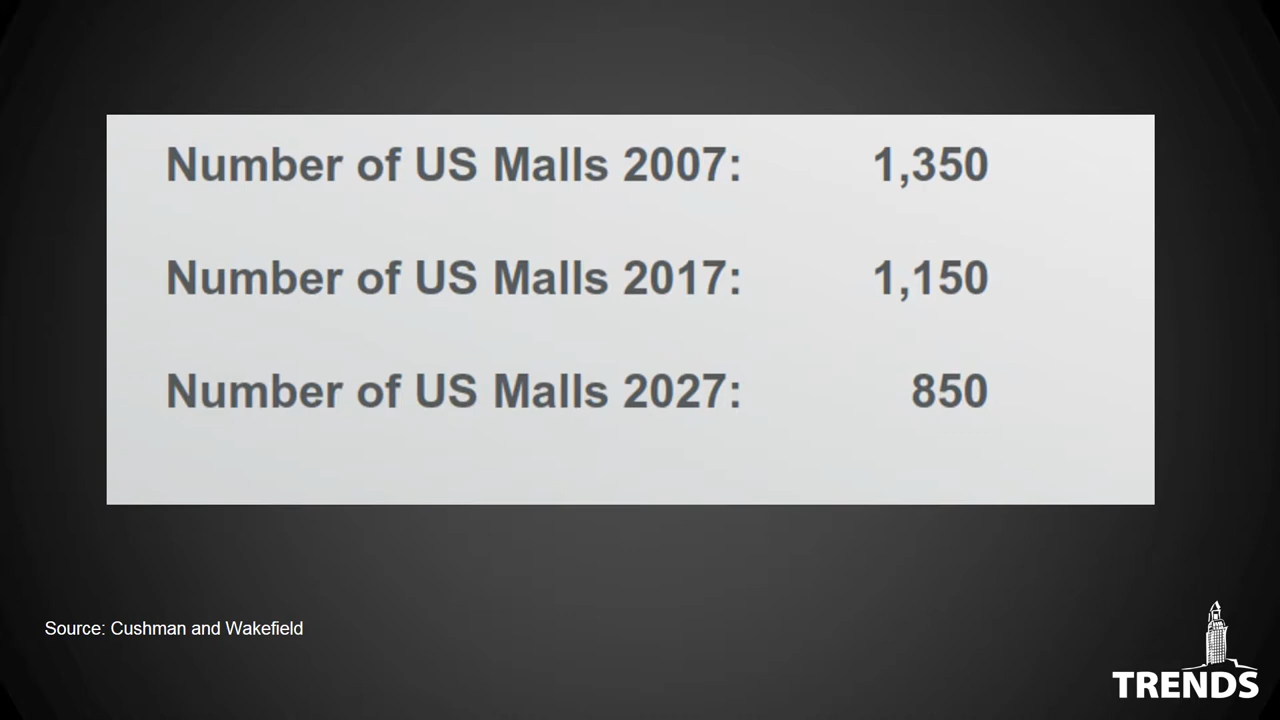 Number of US Malls 2007: 1,350
Number of US Malls 2017: 1,150
Number of US Malls 2027: 850
Source: Cushman and Wakefield
TRENDS